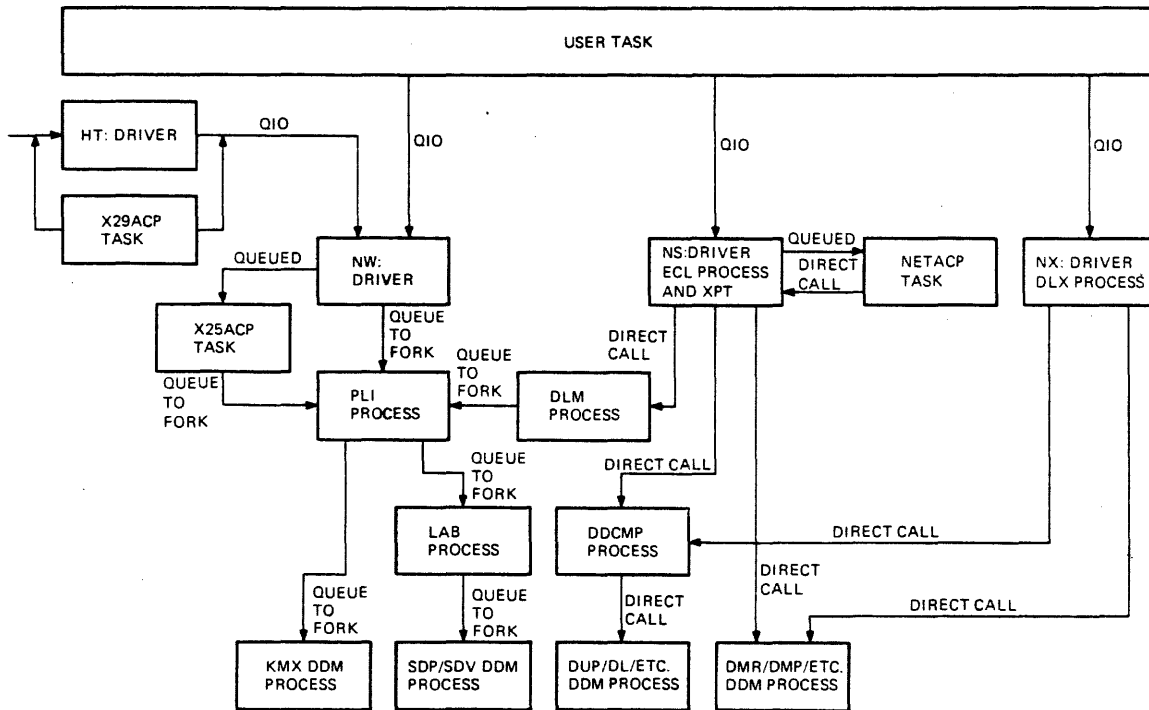 USER TASK
HT: DRIVER
QIO
QIO
QIO
QIO
X29ACP
TASK
QUEUED
NW:
DRIVER
NS:DRIVER
ECL PROCESS
AND XPT
QUEUED
DIRECT
CALL
NETACP
TASK
NX: DRIVER
DLX PROCESS
X25ACP
TASK
QUEUE
TO
FORK
DIRECT
CALL
QUEUE
TO
FORK
PLI
PROCESS
QUEUE
TO
FORK
DLM
PROCESS
QUEUE
TO
FORK
DIRECT CALL
LAB
PROCESS
DDCMP
PROCESS
DIRECT CALL
QUEUE
TO
FORK
QUEUE
TO
FORK
DIRECT
CALL
DIRECT
CALL
DIRECT CALL
KMX DDM
PROCESS
SDP/SDV DDM
PROCESS
DUP/DL/ETC.
DDM PROCESS
DMR/DMP/ETC.
DDM PROCESS